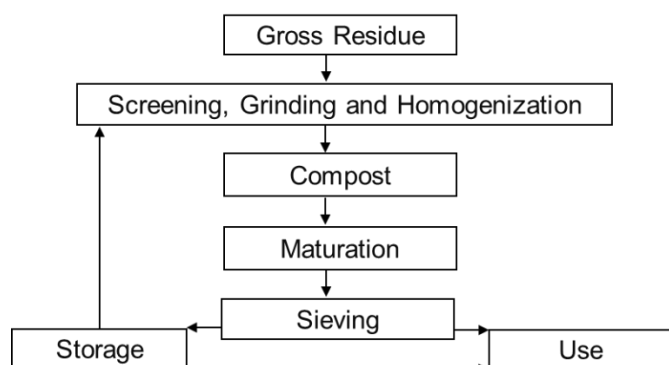 Gross Residue
Screening, Grinding and Homogenization
Compost
Maturation
Sieving
Storage
Use